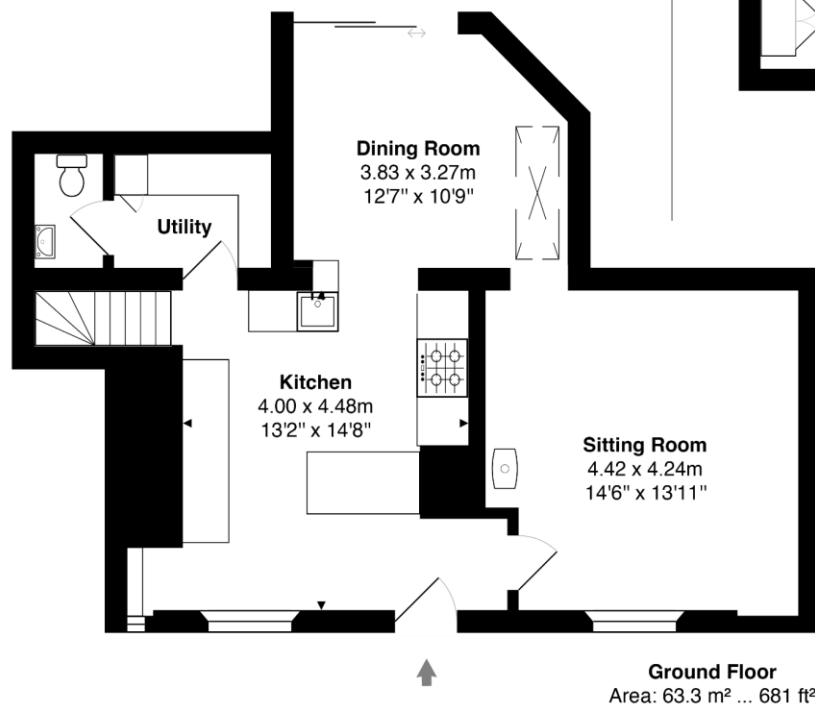 Dining Room
3.83 x 3.27m
12'7" x 10'9"
Utility
Kitchen
4.00 x 4.48m
13'2" x 14'8"
Sitting Room
4.42 x 4.24m
14'6" x 13'11"
Ground Floor
Area: 63.3 m² ... 681 ft²